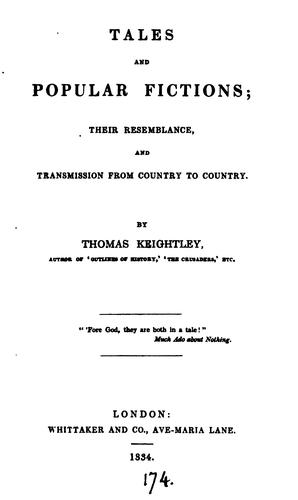 TALES
AND
POPULAR FICTIONS;
THEIR RESEMBLANCE,
AND
TRANSMISSION FROM COUNTRY TO COUNTRY.
BY
THOMAS KEIGHTLEY,
AUTHOR OF 'OUTLINES OF HISTORY,' 'THE CRUSADERS,' ETC.
" 'Fore God, they are both in a tale!"
Much Ado about Nothing.
LONDON:
WHITTAKER AND CO., AVE-MARIA LANE.
1834.
174.